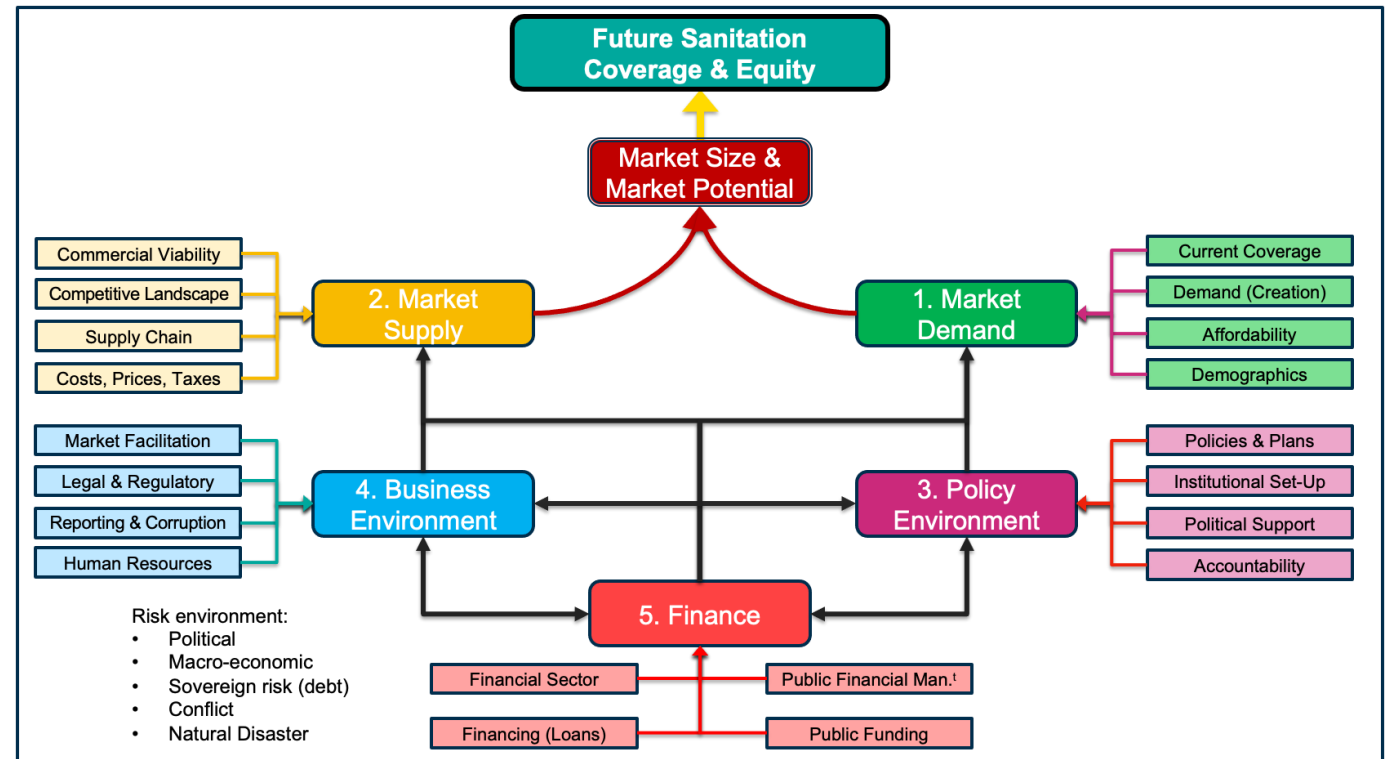 Future Sanitation
Coverage & Equity
Market Size &
Market Potential
Commercial Viability
Competitive Landscape
Supply Chain
Costs, Prices, Taxes
2. Market
Supply
1. Market
Demand
Current Coverage
Demand (Creation)
Affordability
Demographics
Market Facilitation
Legal & Regulatory
Reporting & Corruption
Human Resources
4. Business
Environment
3. Policy
Environment
Policies & Plans
Institutional Set-Up
Political Support
Accountability
5. Finance
Financial Sector
Public Financial Man.ᵗ
Financing (Loans)
Public Funding
Risk environment:
• Political
• Macro-economic
• Sovereign risk (debt)
• Conflict
• Natural Disaster